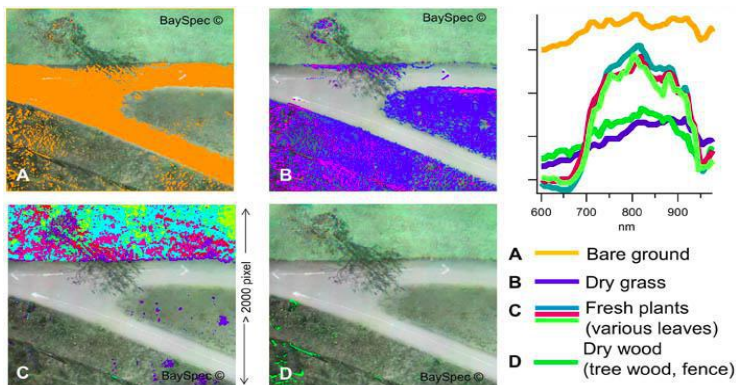 BaySpec ©
A
BaySpec ©
B
C
BaySpec ©
> 2000 pixel
D
BaySpec ©
600 700 800 900
nm
A Bare ground
B Dry grass
C Fresh plants
(various leaves)
D Dry wood
(tree wood, fence)